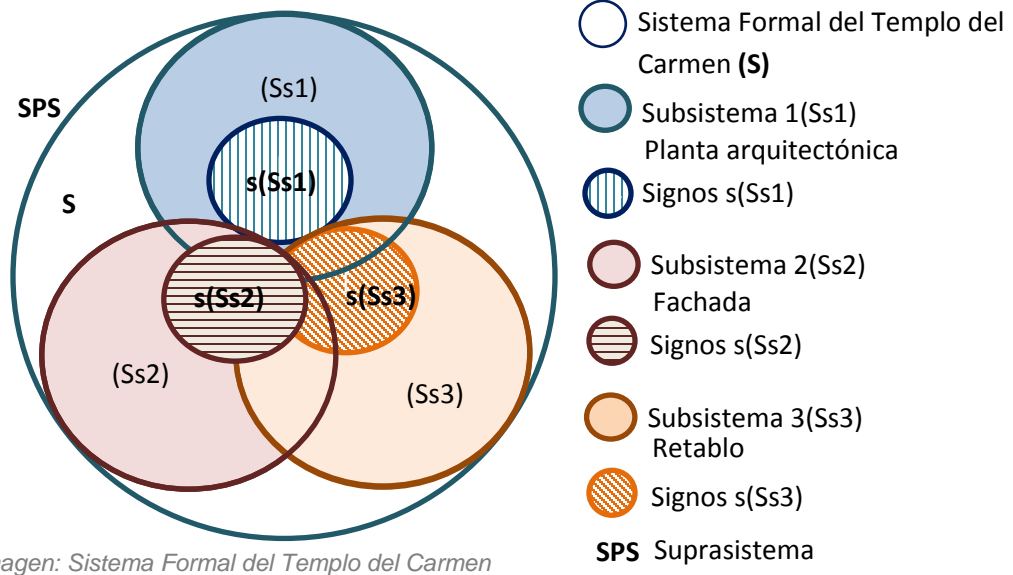 (Ss1)
SPS
s(Ss1)
S
s(Ss2)
s(Ss3)
(Ss2)
(Ss3)
Sistema Formal del Templo del
Carmen (S)
Subsistema 1(Ss1)
Planta arquitectónica
Signos s(Ss1)
Subsistema 2(Ss2)
Fachada
Signos s(Ss2)
Subsistema 3(Ss3)
Retablo
Signos s(Ss3)
SPS Suprasistema
magen: Sistema Formal del Templo del Carmen